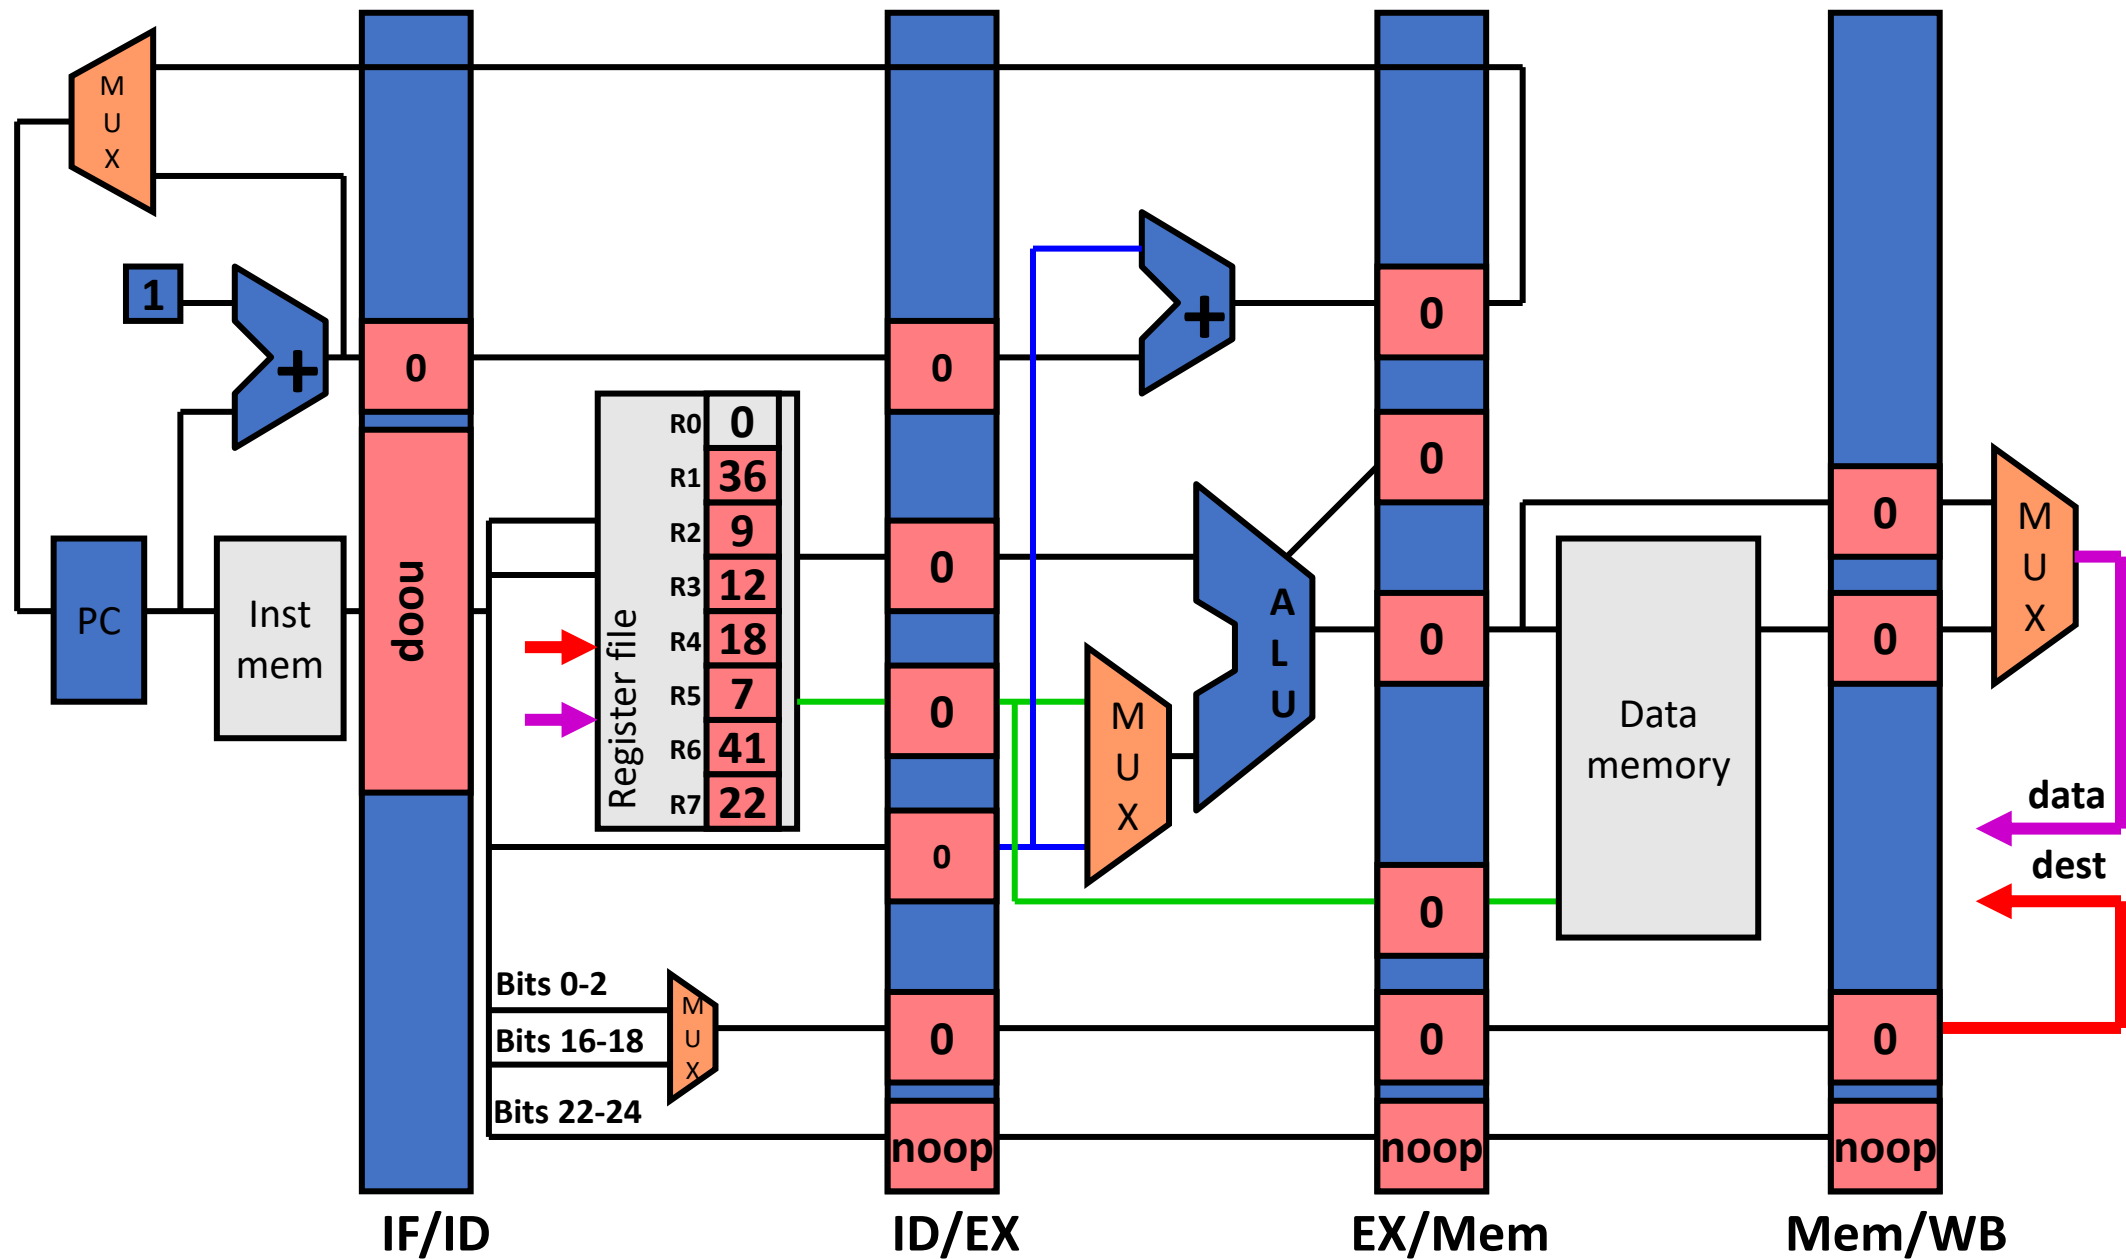 M
U
X
1
+
0
PC
Inst
mem
noop
Register file
R0 0
R1 36
R2 9
R3 12
R4 18
R5 7
R6 41
R7 22
Bits 0-2
Bits 16-18
Bits 22-24
M
U
X
0
0
0
0
0
noop
+
M
U
X
A
L
U
0
0
0
0
0
noop
Data
memory
0
0
0
noop
M
U
X
data
dest
IF/ID
ID/EX
EX/Mem
Mem/WB